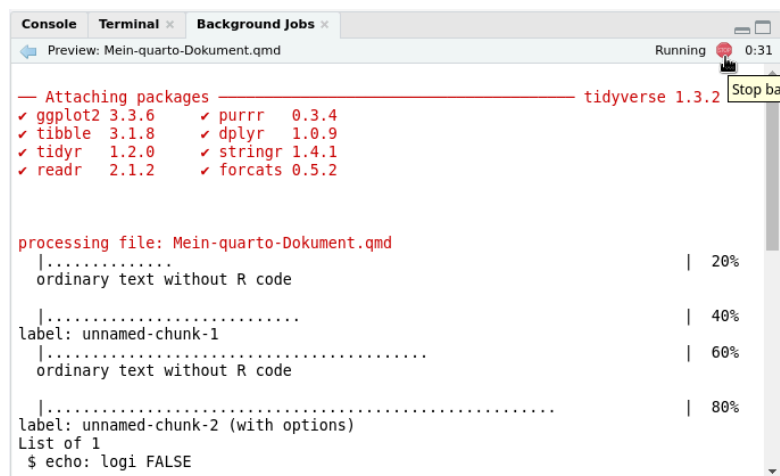 Console Terminal × Background Jobs ×
Preview: Mein-quarto-Dokument.qmd Running STOP 0:31
Stop ba
── Attaching packages ─────────────────────────────────────── tidyverse 1.3.2
✔ ggplot2 3.3.6 ✔ purrr 0.3.4
✔ tibble 3.1.8 ✔ dplyr 1.0.9
✔ tidyr 1.2.0 ✔ stringr 1.4.1
✔ readr 2.1.2 ✔ forcats 0.5.2
processing file: Mein-quarto-Dokument.qmd
|.............. | 20%
ordinary text without R code
|............................ | 40%
label: unnamed-chunk-1
|.......................................... | 60%
ordinary text without R code
|........................................................ | 80%
label: unnamed-chunk-2 (with options)
List of 1
$ echo: logi FALSE